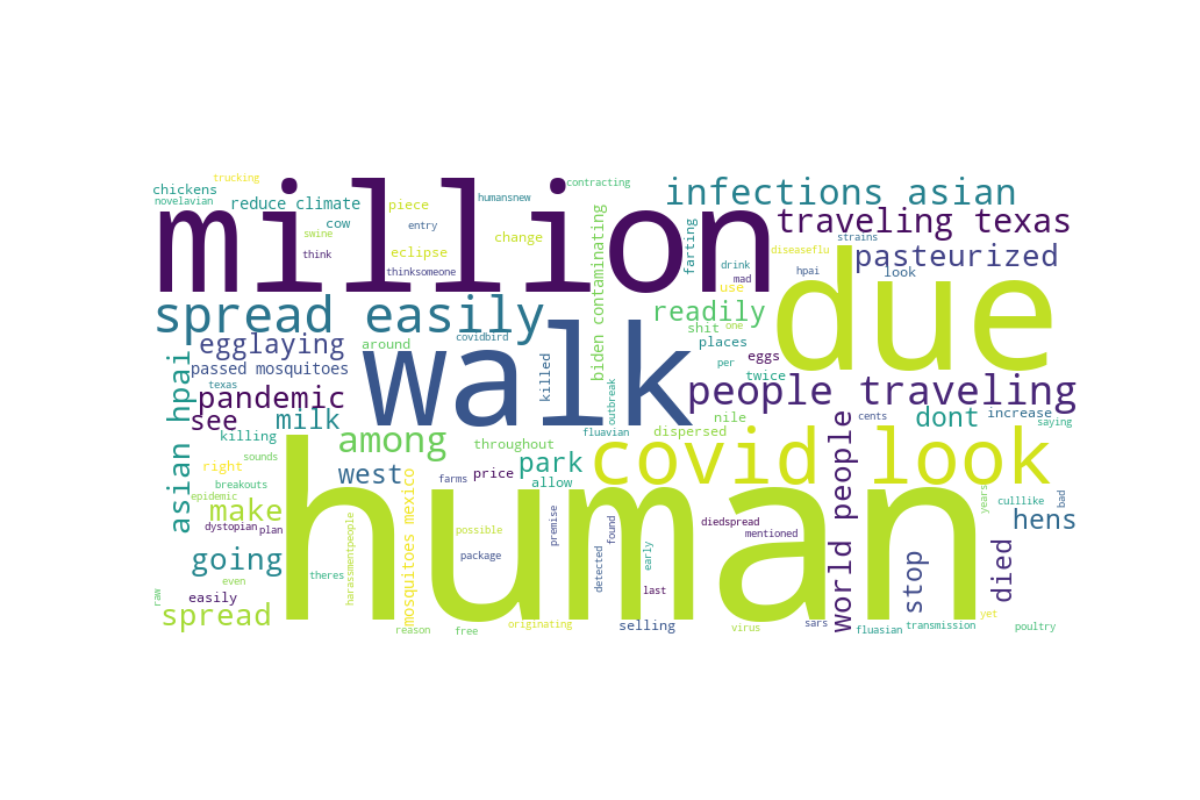 trucking
contracting
chickens
novelavian
reduce climate
piece
humansnew
infections asian
million
cow
entry
swine
change
think
eclipse
thinksomeone
biden contaminating
farting
traveling texas
strains
diseaseflu
pasteurized
drink
hpai
look
mad
use
due
spread easily
walk
readily
shit
one
covidbird
egglaying
around
places
passed mosquitoes
killed
eggs
per
twice
texas
asian hpai
pandemic
outbreak
people traveling
see
milk
nile
cents
dont
increase
saying
killing
among
throughout
fluavian
dispersed
covid look
sounds
right
west
park
price
farms
allow
world people
breakouts
epidemic
make
mosquitoes mexico
years
culllike
bad
hens
human
dystopian
plan
harassmentpeople
possible
premise
found
diedspread
mentioned
going
package
detected
early
stop
died
theres
even
last
raw
easily
spread
reason
free
originating
selling
virus
sars
fluasian
transmission
yet
poultry